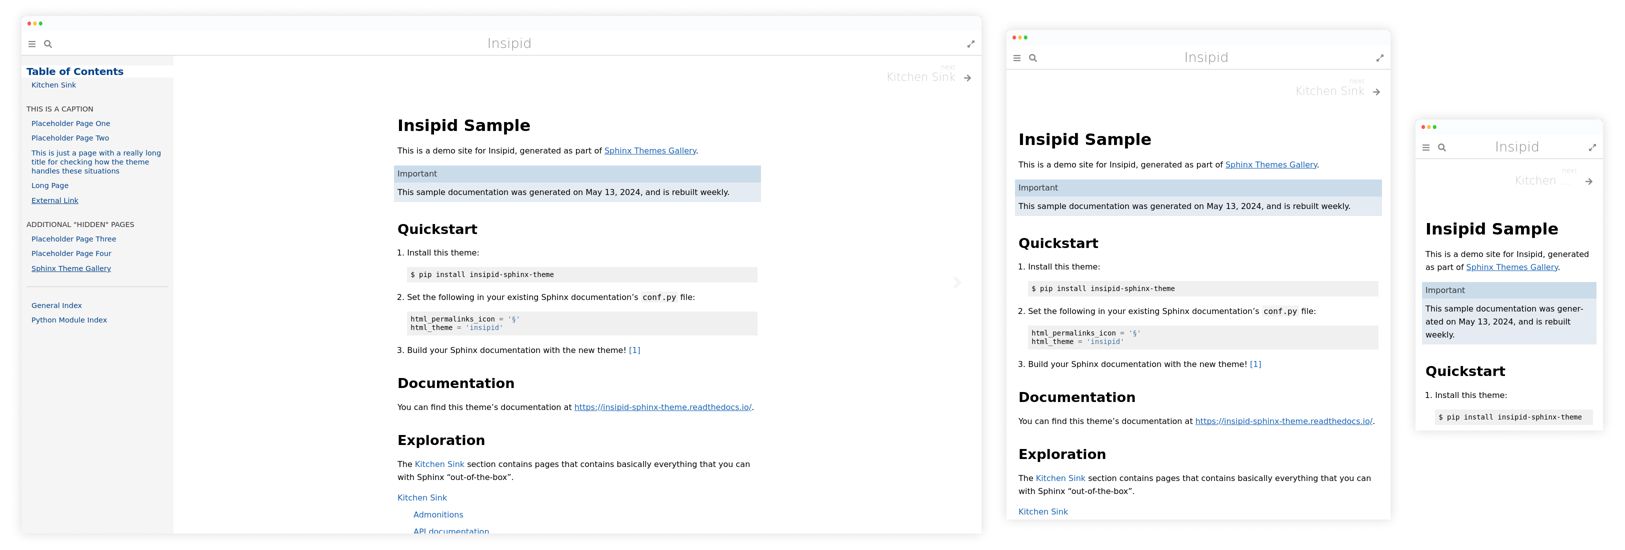 Insipid
Table of Contents
Kitchen Sink
THIS IS A CAPTION
Placeholder Page One
Placeholder Page Two
This is just a page with a really long
title for checking how the theme
handles these situations
Long Page
External Link
ADDITIONAL "HIDDEN" PAGES
Placeholder Page Three
Placeholder Page Four
Sphinx Theme Gallery
General Index
Python Module Index
next
Kitchen Sink
Insipid Sample
This is a demo site for Insipid, generated as part of Sphinx Themes Gallery.
Important
This sample documentation was generated on May 13, 2024, and is rebuilt weekly.
Quickstart
1. Install this theme:
$ pip install insipid-sphinx-theme
2. Set the following in your existing Sphinx documentation’s conf.py file:
html_permalinks_icon = '§'
html_theme = 'insipid'
3. Build your Sphinx documentation with the new theme! [1]
Documentation
You can find this theme’s documentation at https://insipid-sphinx-theme.readthedocs.io/.
Exploration
The Kitchen Sink section contains pages that contains basically everything that you can
with Sphinx “out-of-the-box”.
Kitchen Sink
Admonitions
API documentation
Insipid
next
Kitchen Sink
Insipid Sample
This is a demo site for Insipid, generated as part of Sphinx Themes Gallery.
Important
This sample documentation was generated on May 13, 2024, and is rebuilt weekly.
Quickstart
1. Install this theme:
$ pip install insipid-sphinx-theme
2. Set the following in your existing Sphinx documentation’s conf.py file:
html_permalinks_icon = '§'
html_theme = 'insipid'
3. Build your Sphinx documentation with the new theme! [1]
Documentation
You can find this theme’s documentation at https://insipid-sphinx-theme.readthedocs.io/.
Exploration
The Kitchen Sink section contains pages that contains basically everything that you can
with Sphinx “out-of-the-box”.
Kitchen Sink
Insipid
next
Kitchen …
Insipid Sample
This is a demo site for Insipid, generated
as part of Sphinx Themes Gallery.
Important
This sample documentation was gener-
ated on May 13, 2024, and is rebuilt
weekly.
Quickstart
1. Install this theme:
$ pip install insipid-sphinx-theme